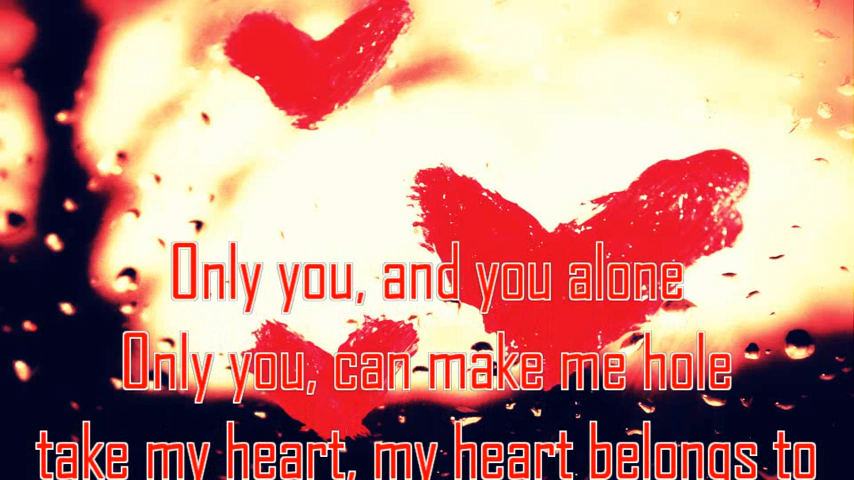 Only you, and you alone
Only you, can make me hole
take my heart, my heart belongs to